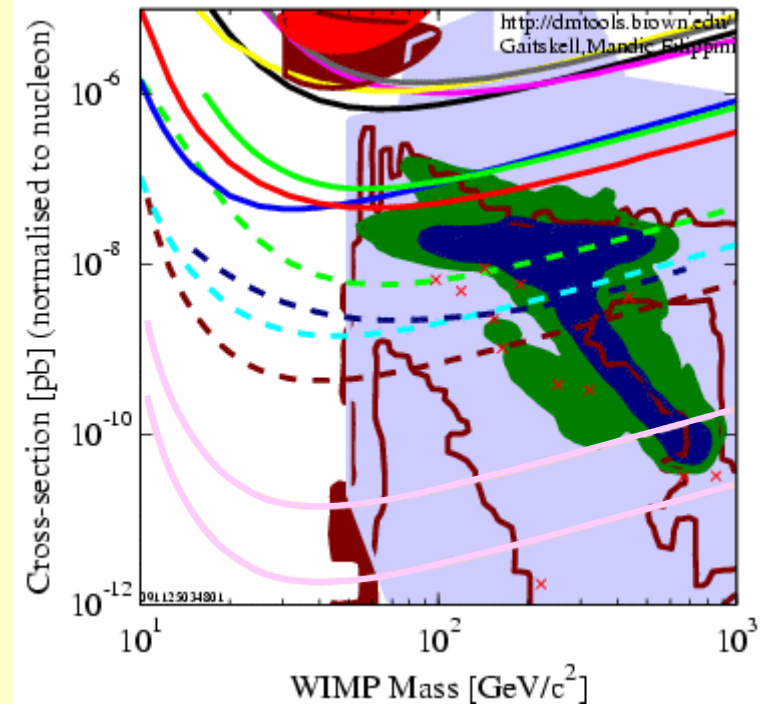 http://dmtools.brown.edu/
Gaitskell,Mandic,Filippini
Cross-section [pb] (normalised to nucleon)
10^-6
10^-8
10^-10
10^-12
091125034801
10^1
10^2
10^3
WIMP Mass [GeV/c^2]